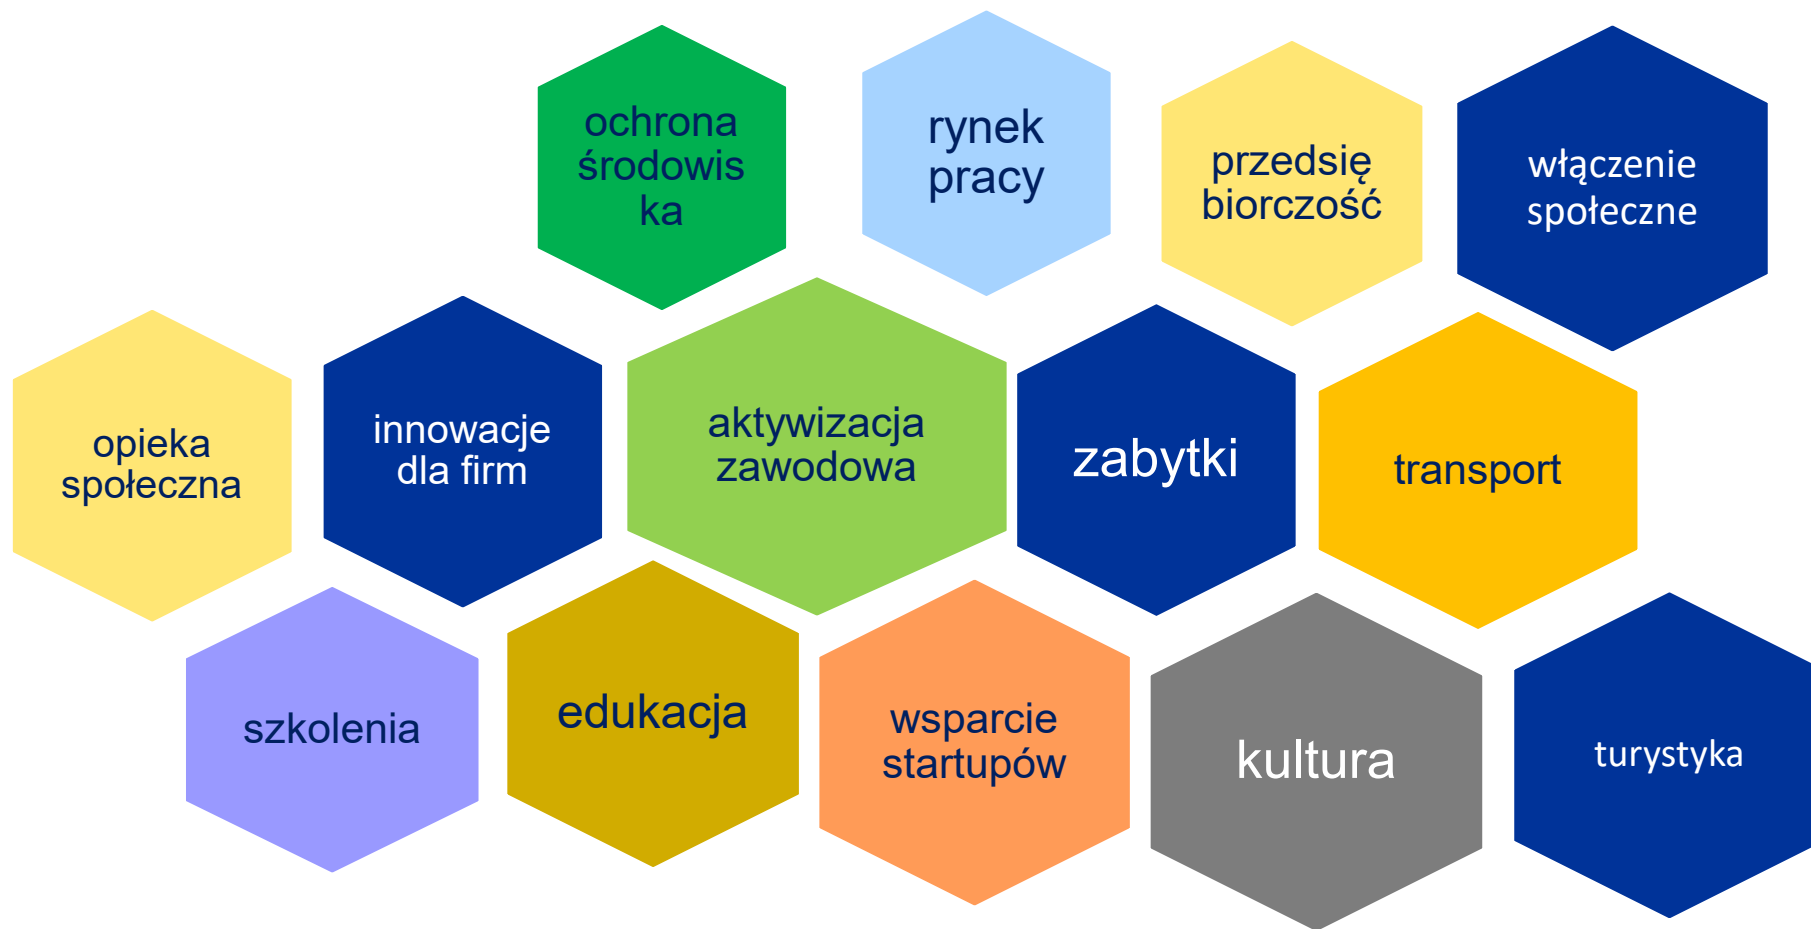 ochrona
środowis
ka
rynek
pracy
przedsię
biorczość
włączenie
społeczne
opieka
społeczna
innowacje
dla firm
aktywizacja
zawodowa
zabytki
transport
szkolenia
edukacja
wsparcie
startupów
kultura
turystyka